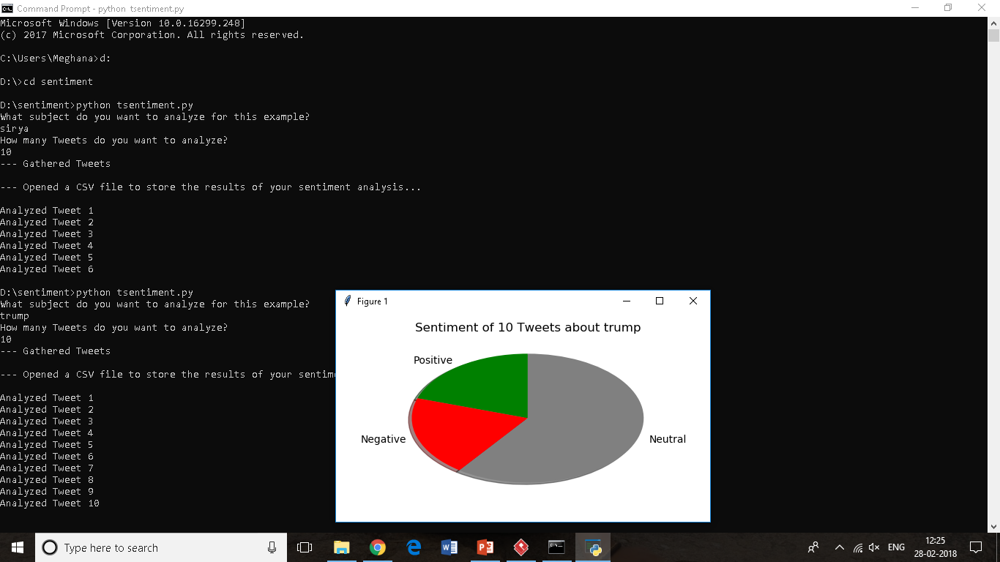 Command Prompt - python  tsentiment.py
Microsoft Windows [Version 10.0.16299.248]
(c) 2017 Microsoft Corporation. All rights reserved.
C:\Users\Meghana>d:
D:\>cd sentiment
D:\sentiment>python tsentiment.py
What subject do you want to analyze for this example?
sirya
How many Tweets do you want to analyze?
10
--- Gathered Tweets
--- Opened a CSV file to store the results of your sentiment analysis...
Analyzed Tweet 1
Analyzed Tweet 2
Analyzed Tweet 3
Analyzed Tweet 4
Analyzed Tweet 5
Analyzed Tweet 6
D:\sentiment>python tsentiment.py
What subject do you want to analyze for this example?
trump
How many Tweets do you want to analyze?
10
--- Gathered Tweets
--- Opened a CSV file to store the results of your sentim
Analyzed Tweet 1
Analyzed Tweet 2
Analyzed Tweet 3
Analyzed Tweet 4
Analyzed Tweet 5
Analyzed Tweet 6
Analyzed Tweet 7
Analyzed Tweet 8
Analyzed Tweet 9
Analyzed Tweet 10
Figure 1
Sentiment of 10 Tweets about trump
Positive
Negative
Neutral
Type here to search
ENG
12:25
28-02-2018